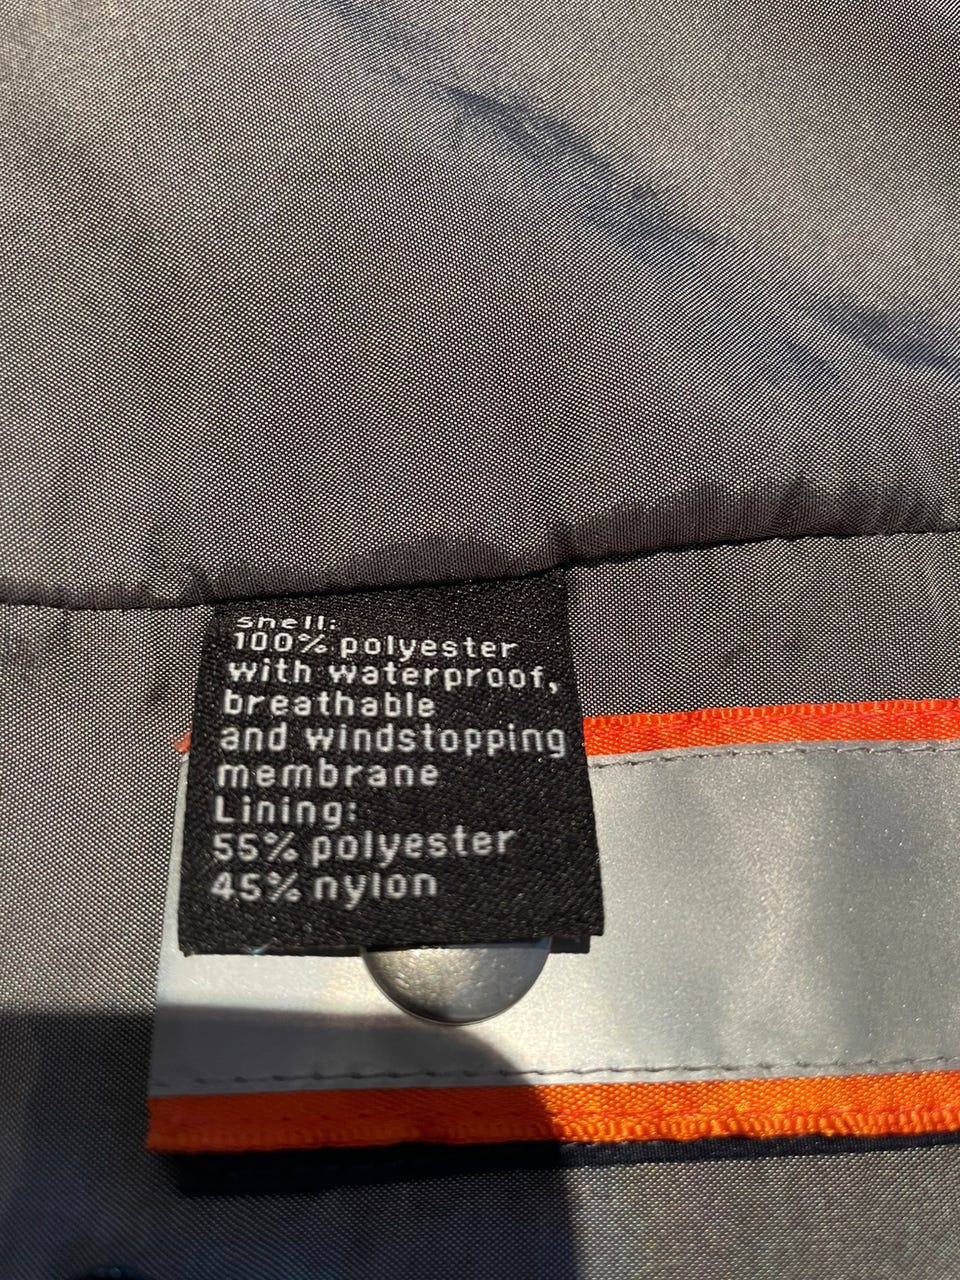 shell:
100% polyester
with waterproof,
breathable
and windstopping
membrane
Lining:
55% polyester
45% nylon